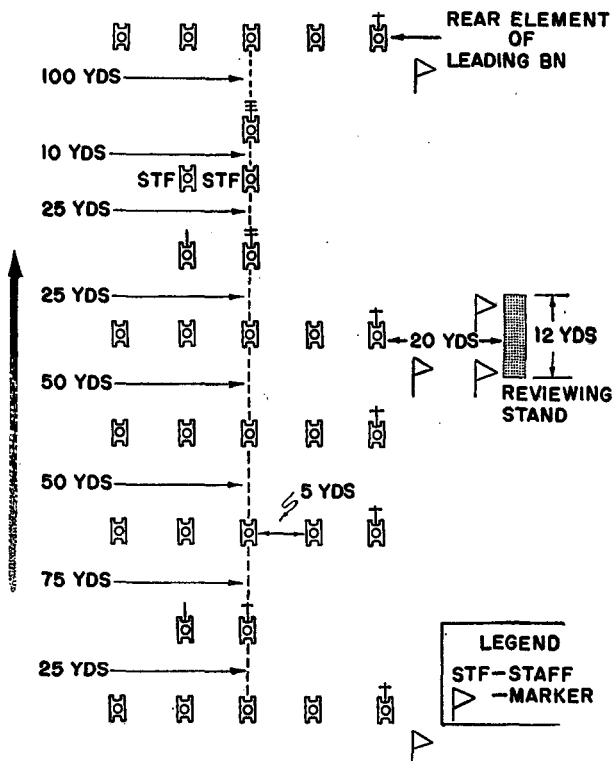 REAR ELEMENT
OF
LEADING BN
100 YDS
10 YDS
STF STF
25 YDS
25 YDS
20 YDS
12 YDS
REVIEWING
STAND
50 YDS
50 YDS
5 YDS
75 YDS
25 YDS
LEGEND
STF-STAFF
-MARKER